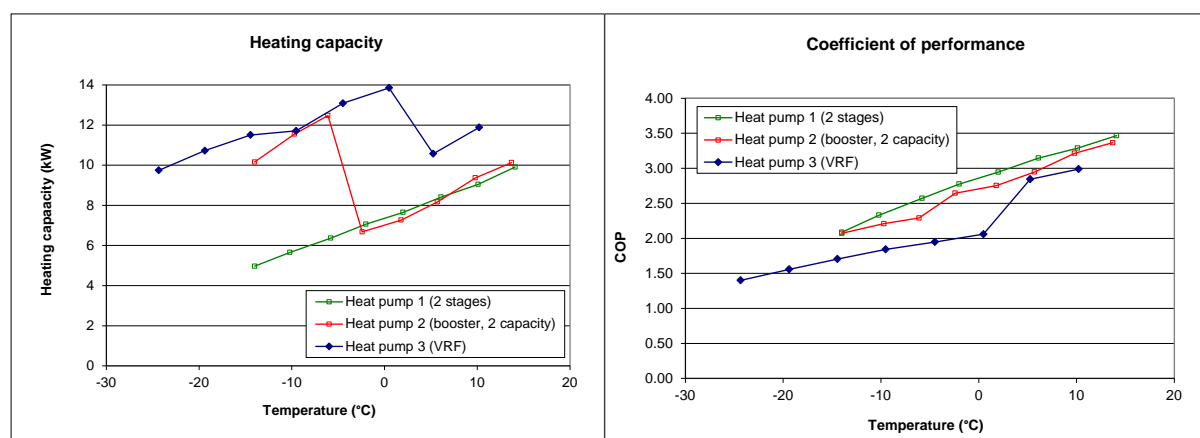 Heating capacity
Heating capaacity (kW)
14
12
10
8
6
4
2
0
-30
-20
-10
0
10
20
Heat pump 1 (2 stages)
Heat pump 2 (booster, 2 capacity)
Heat pump 3 (VRF)
Temperature (°C)
Coefficient of performance
COP
4.00
3.50
3.00
2.50
2.00
1.50
1.00
0.50
0.00
-30
-20
-10
0
10
20
Heat pump 1 (2 stages)
Heat pump 2 (booster, 2 capacity)
Heat pump 3 (VRF)
Temperature (°C)